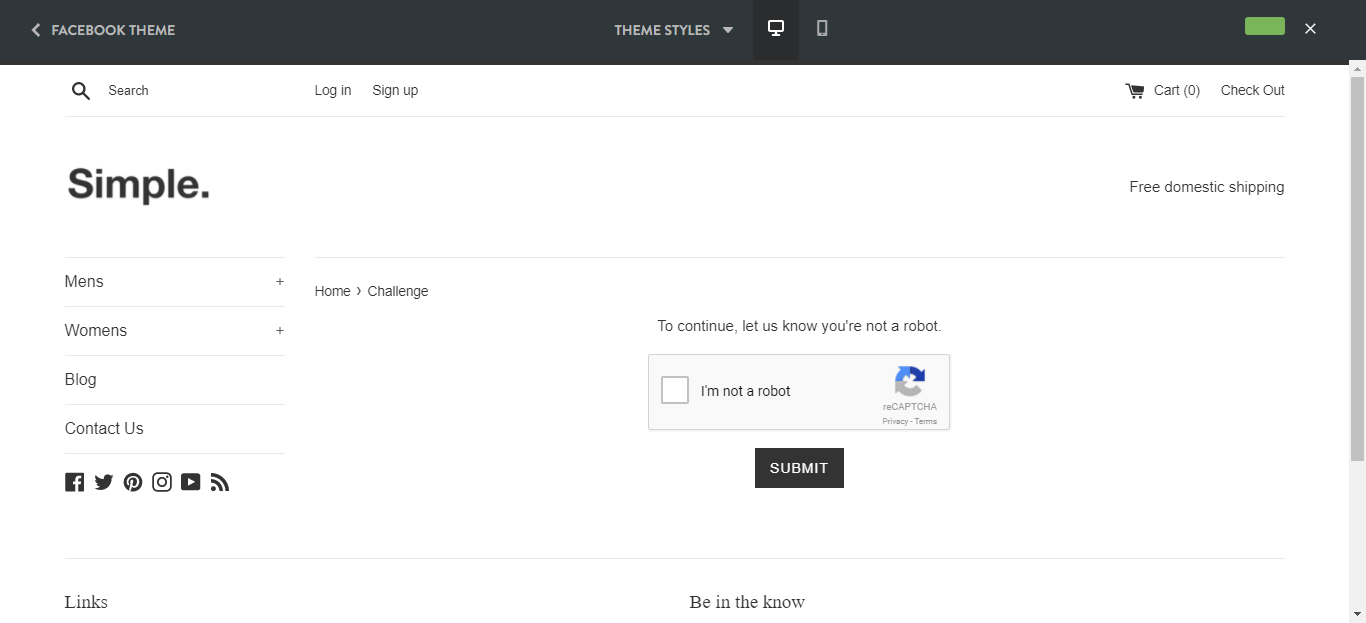 FACEBOOK THEME
THEME STYLES
Search
Log in
Sign up
Cart (0)
Check Out
Simple.
Free domestic shipping
Mens +
Womens +
Blog
Contact Us
Home › Challenge
To continue, let us know you're not a robot.
I'm not a robot
reCAPTCHA
Privacy - Terms
SUBMIT
Links
Be in the know